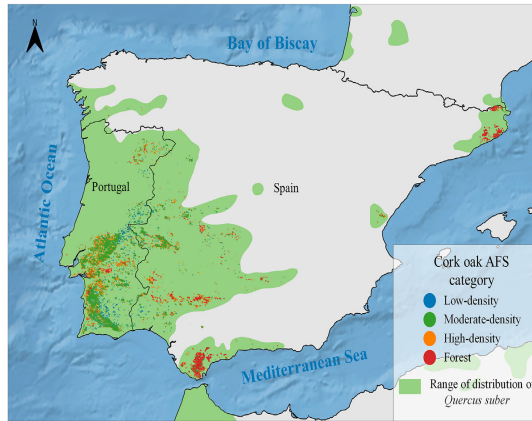 N
Bay of Biscay
Atlantic Ocean
Portugal
Spain
Mediterranean Sea
Cork oak AFS
category
Low-density
Moderate-density
High-density
Forest
Range of distribution of
Quercus suber